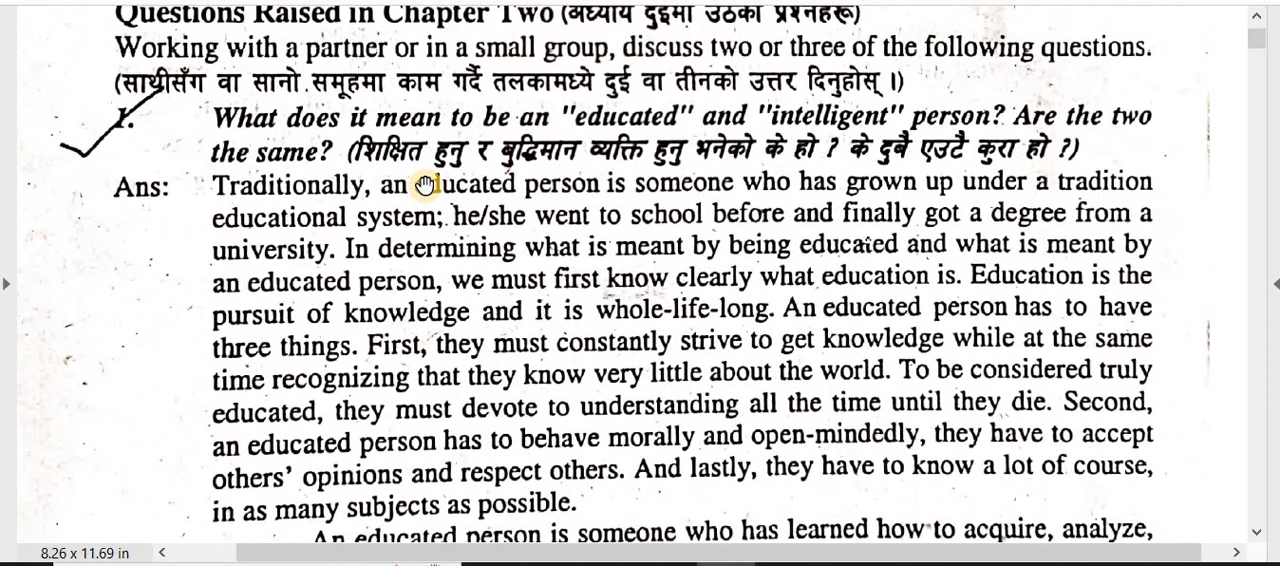 Questions Raised in Chapter Two (अध्याय दुइमा उठेका प्रश्नहरू)
Working with a partner or in a small group, discuss two or three of the following questions.
(साथीसँग वा सानो समूहमा काम गर्दै तलकामध्ये दुई वा तीनको उत्तर दिनुहोस् ।)
1. What does it mean to be an "educated" and "intelligent" person? Are the two
the same? (शिक्षित हुनु र बुद्धिमान व्यक्ति हुनु भनेको के हो ? के दुबै एउटै कुरा हो ?)
Ans: Traditionally, an educated person is someone who has grown up under a tradition
educational system; he/she went to school before and finally got a degree from a
university. In determining what is meant by being educated and what is meant by
an educated person, we must first know clearly what education is. Education is the
pursuit of knowledge and it is whole-life-long. An educated person has to have
three things. First, they must constantly strive to get knowledge while at the same
time recognizing that they know very little about the world. To be considered truly
educated, they must devote to understanding all the time until they die. Second,
an educated person has to behave morally and open-mindedly, they have to accept
others' opinions and respect others. And lastly, they have to know a lot of course,
in as many subjects as possible.
An educated person is someone who has learned how to acquire, analyze,
8.26 x 11.69 in